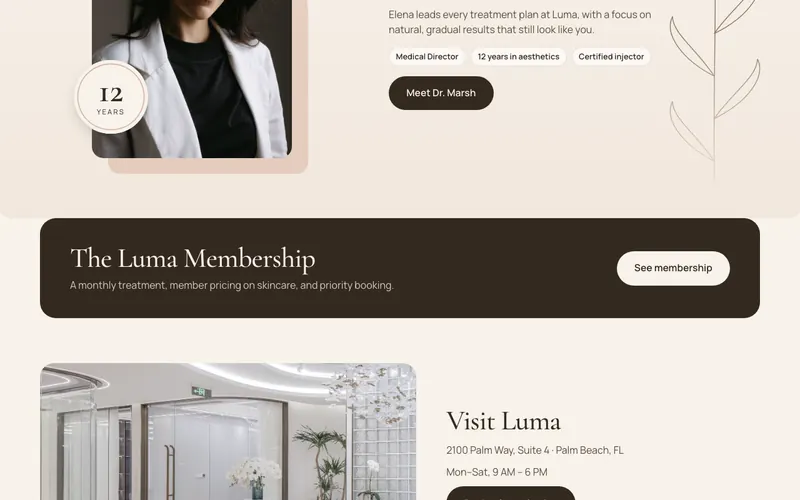 Elena leads every treatment plan at Luma, with a focus on
natural, gradual results that still look like you.
Medical Director
12 years in aesthetics
Certified injector
Meet Dr. Marsh
12
YEARS
The Luma Membership
A monthly treatment, member pricing on skincare, and priority booking.
See membership
Visit Luma
2100 Palm Way, Suite 4 · Palm Beach, FL
Mon–Sat, 9 AM – 6 PM